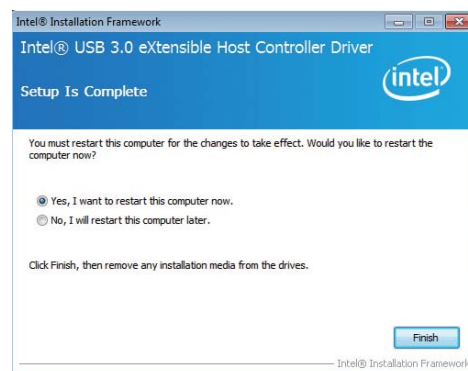 Intel® Installation Framework
Intel® USB 3.0 eXtensible Host Controller Driver
Setup Is Complete
intel
You must restart this computer for the changes to take effect. Would you like to restart the
computer now?
Yes, I want to restart this computer now.
No, I will restart this computer later.
Click Finish, then remove any installation media from the drives.
Finish
Intel® Installation Framework